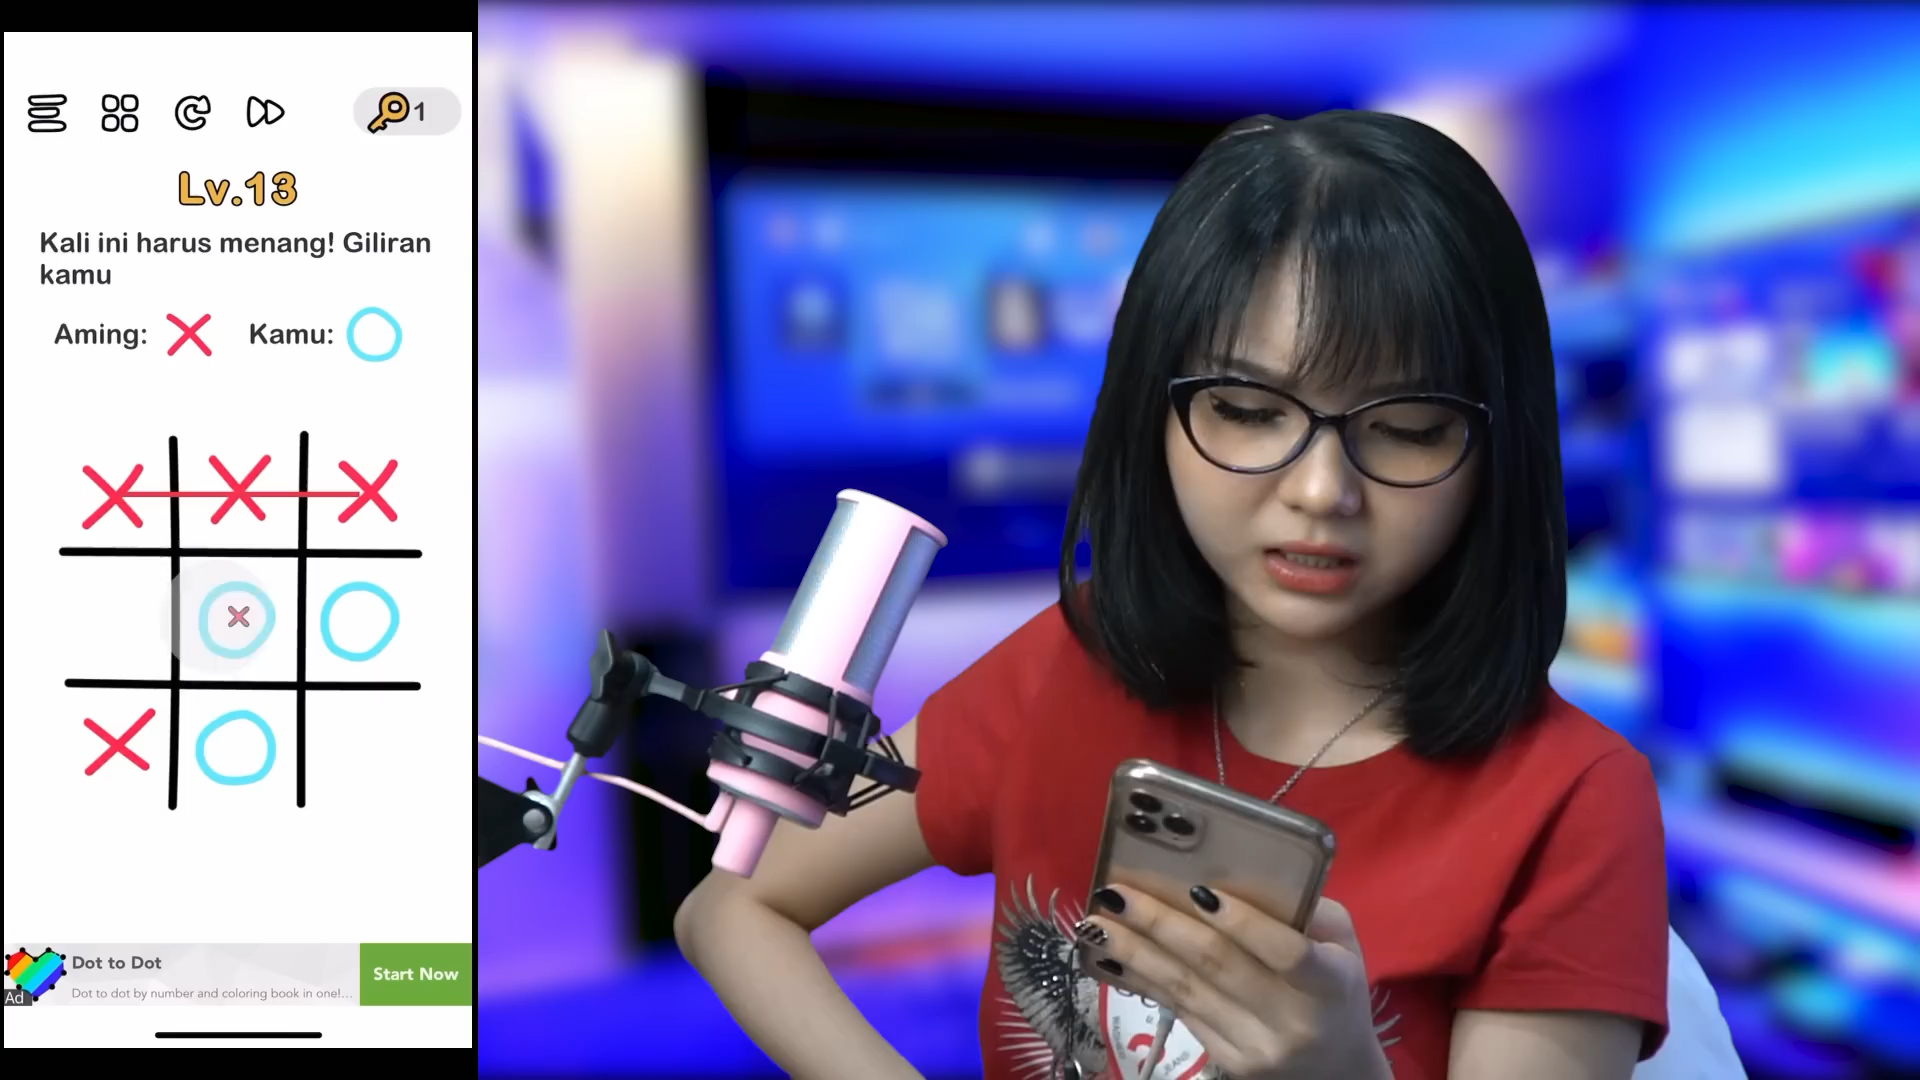 1
Lv.13
Kali ini harus menang! Giliran
kamu
Aming:
Kamu:
Dot to Dot
Dot to dot by number and coloring book in one!...
Ad
Start Now